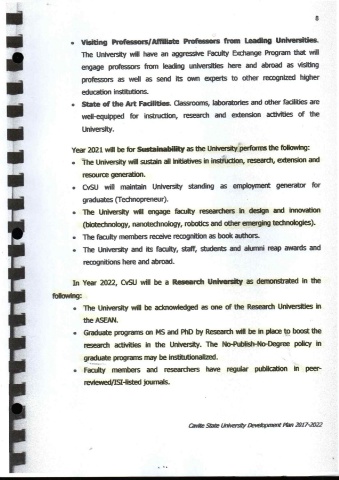 8
• Visiting Professors/Affiliate Professors from Leading Universities.
The University will have an aggressive Faculty Exchange Program that will
engage professors from leading universities here and abroad as visiting
professors as well as send its own experts to other recognized higher
education institutions.
• State of the Art Facilities. Classrooms, laboratories and other facilities are
well-equipped for instruction, research and extension activities of the
University.
Year 2021 will be for Sustainability as the University performs the following:
• The University will sustain all initiatives in instruction, research, extension and
resource generation.
• CvSU will maintain University standing as employment generator for
graduates (Technopreneur).
• The University will engage faculty researchers in design and innovation
(biotechnology, nanotechnology, robotics and other emerging technologies).
• The faculty members receive recognition as book authors.
• The University and its faculty, staff, students and alumni reap awards and
recognitions here and abroad.
In Year 2022, CvSU will be a Research University as demonstrated in the
following:
• The University will be acknowledged as one of the Research Universities in
the ASEAN.
• Graduate programs on MS and PhD by Research will be in place to boost the
research activities in the University. The No-Publish-No-Degree policy in
graduate programs may be institutionalized.
• Faculty members and researchers have regular publication in peer-
reviewed/ISI-listed journals.
Cavite State University Development Plan 2017-2022